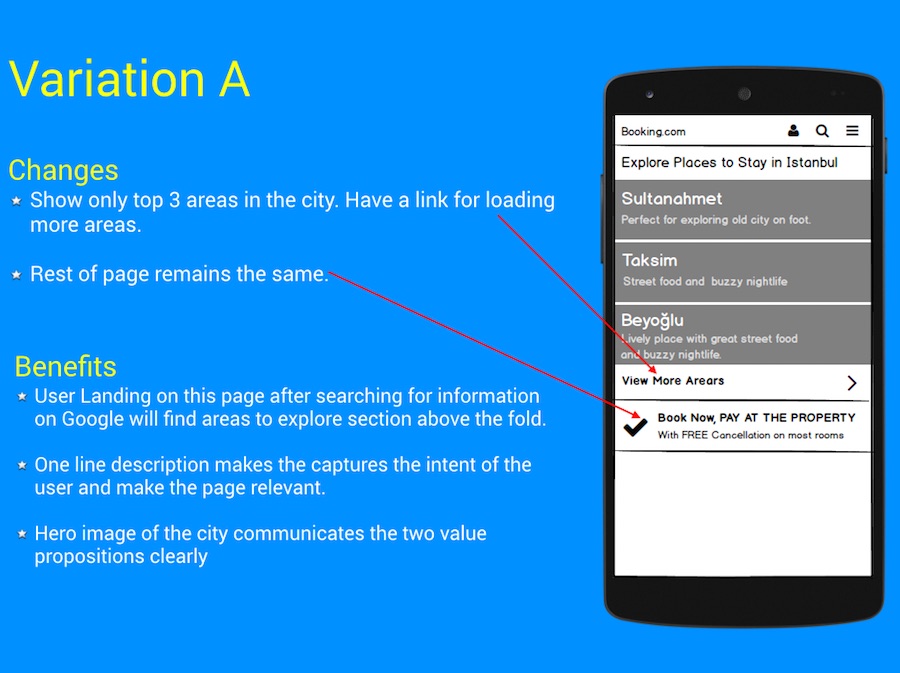 Variation A
Changes
Show only top 3 areas in the city. Have a link for loading
more areas.
Rest of page remains the same.
Benefits
User Landing on this page after searching for information
on Google will find areas to explore section above the fold.
One line description makes the captures the intent of the
user and make the page relevant.
Hero image of the city communicates the two value
propositions clearly
Booking.com
Explore Places to Stay in Istanbul
Sultanahmet
Perfect for exploring old city on foot.
Taksim
Street food and buzzy nightlife
Beyoğlu
Lively place with great street food
and buzzy nightlife.
View More Arears
Book Now, PAY AT THE PROPERTY
With FREE Cancellation on most rooms